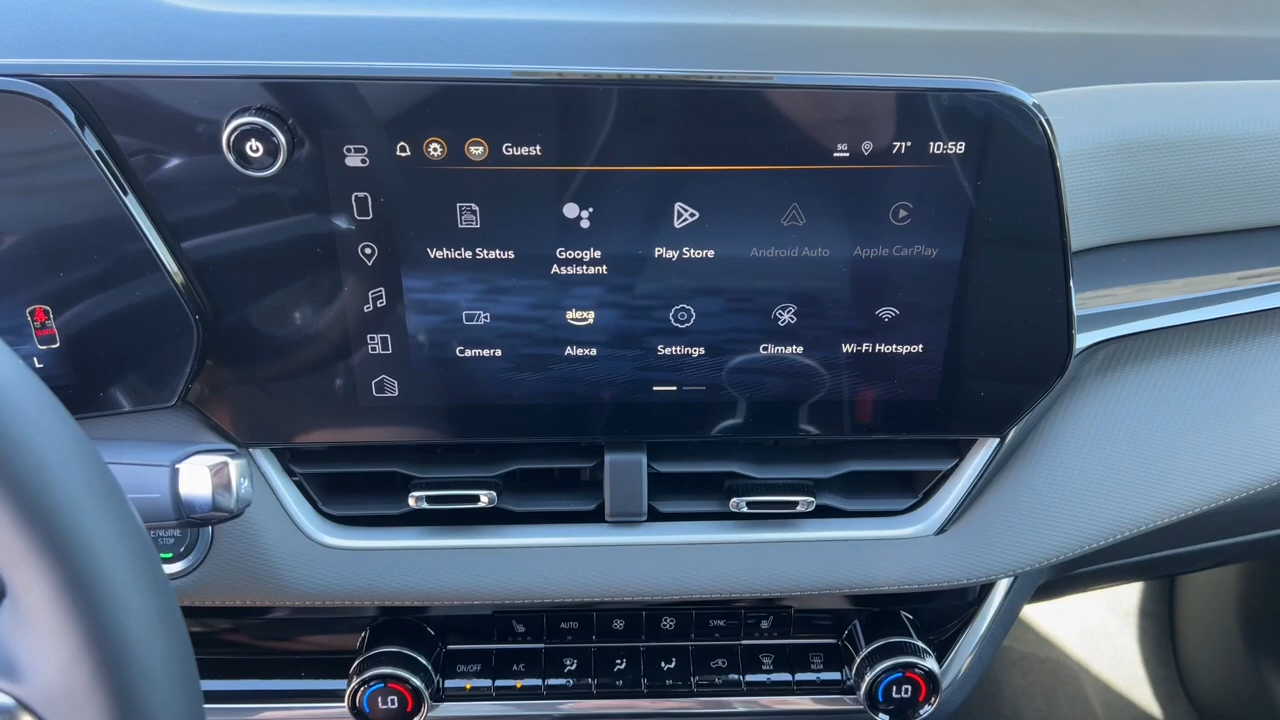 Guest
5G
71°
10:58
Vehicle Status
Google
Assistant
Play Store
Android Auto
Apple CarPlay
Camera
alexa
Alexa
Settings
Climate
Wi-Fi Hotspot
L
ENGINE
STOP
AUTO
SYNC
ON/OFF
A/C
MAX
REAR
LO
LO